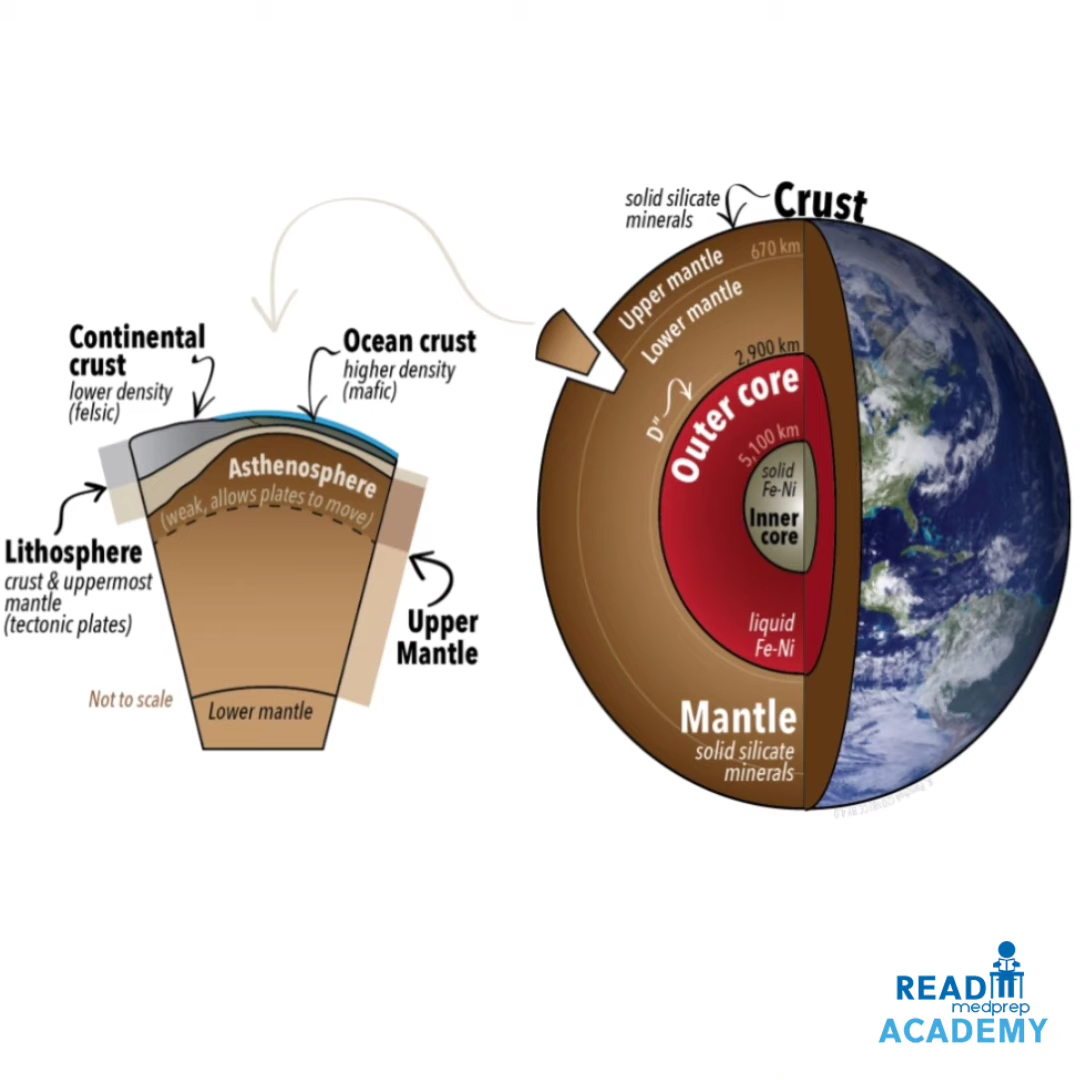 solid silicate
minerals
Crust
670 km
Upper mantle
Lower mantle
2,900 km
D"
Outer core
5,100 km
solid
Fe-Ni
Inner
core
liquid
Fe-Ni
Mantle
solid silicate
minerals
Continental
crust
lower density
(felsic)
Ocean crust
higher density
(mafic)
Asthenosphere
(weak, allows plates to move)
Lithosphere
crust & uppermost
mantle
(tectonic plates)
Upper
Mantle
Not to scale
Lower mantle
READ
medprep
ACADEMY